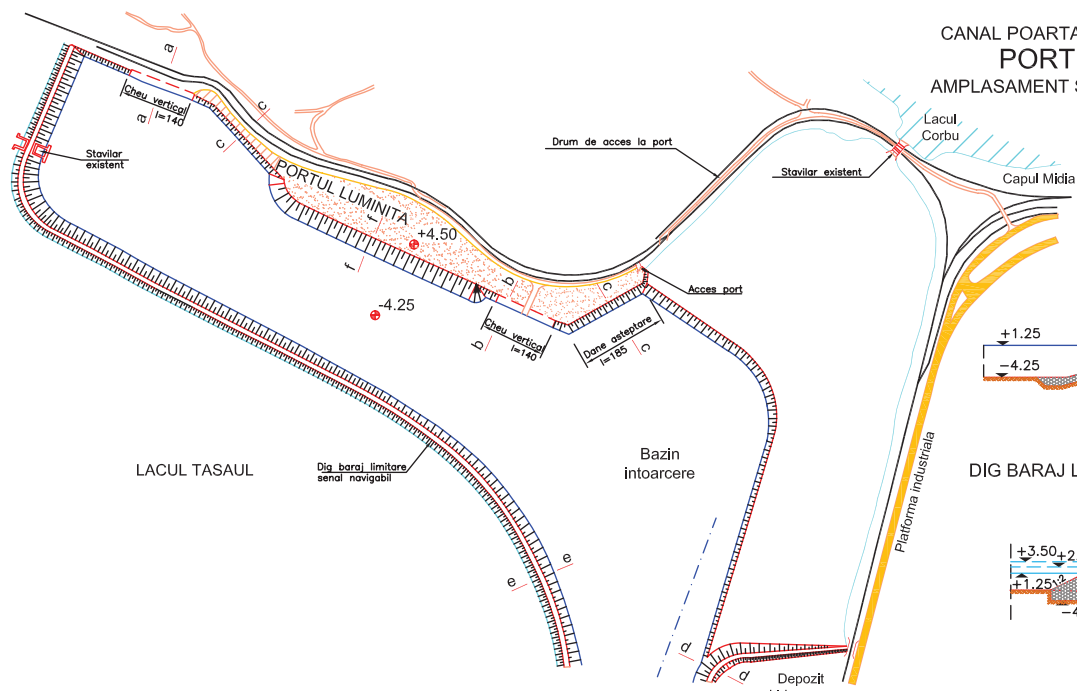 CANAL POARTA
PORT
AMPLASAMENT S
a
Cheu vertical
l=140
a
c
c
Stavilar
existent
PORTUL LUMINITA
f
+4.50
f
-4.25
Drum de acces la port
Lacul
Corbu
Stavilar existent
Capul Midia
b
Acces port
c
Cheu vertical
l=140
b
Dane asteptare
l=185
c
+1.25
-4.25
LACUL TASAUL
Dig baraj limitare
senal navigabil
Bazin
intoarcere
Platforma industriala
DIG BARAJ L
e
e
+3.50
+2
+1.25
-4
d
d
Depozit